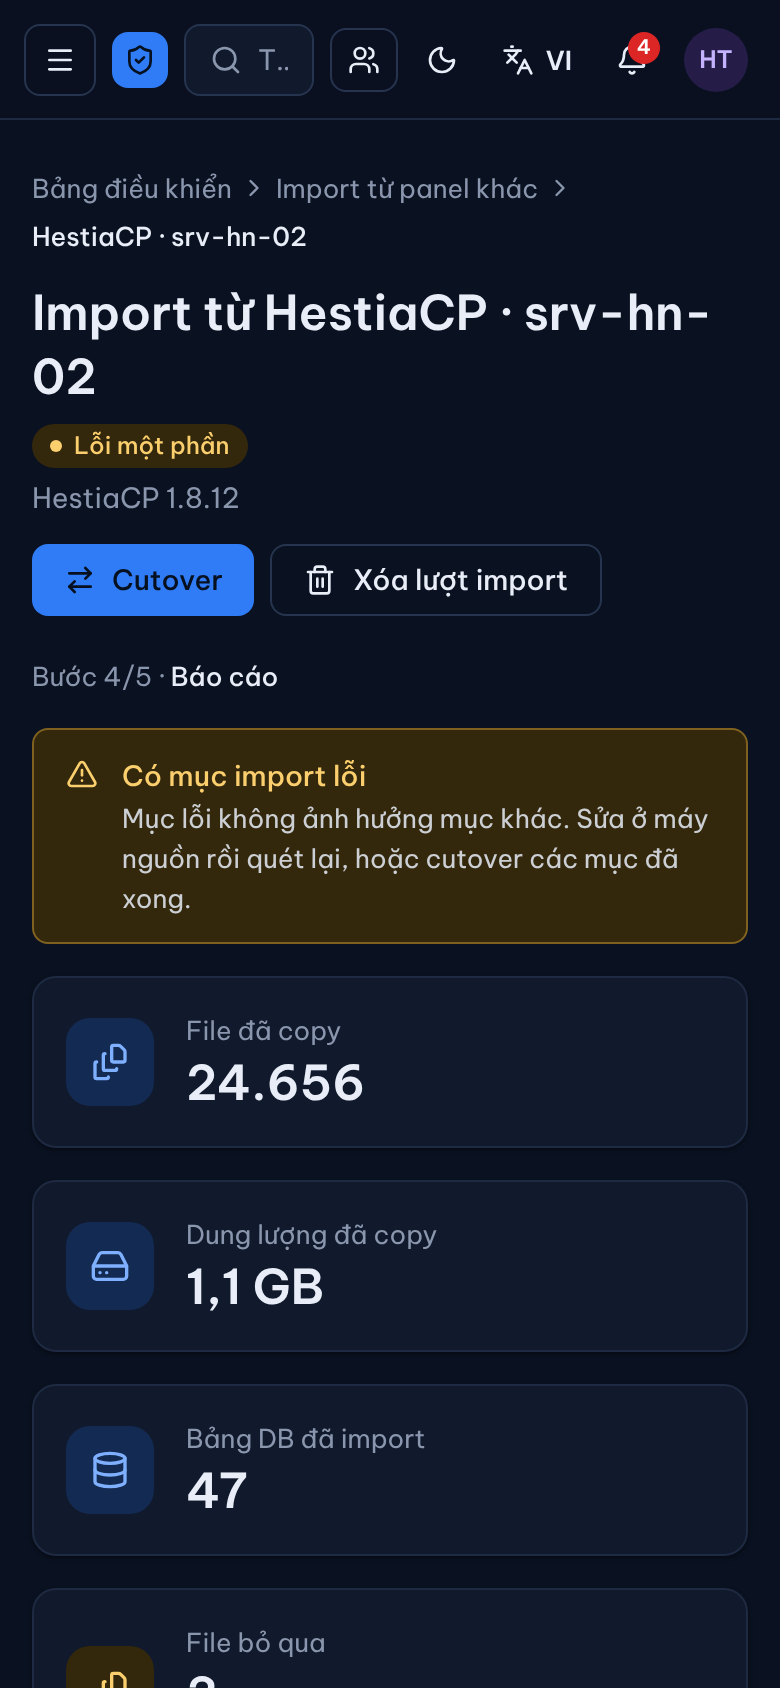 T..
VI
4
HT
Bảng điều khiển > Import từ panel khác >
HestiaCP · srv-hn-02
Import từ HestiaCP · srv-hn-
02
Lỗi một phần
HestiaCP 1.8.12
Cutover
Xóa lượt import
Bước 4/5 · Báo cáo
Có mục import lỗi
Mục lỗi không ảnh hưởng mục khác. Sửa ở máy
nguồn rồi quét lại, hoặc cutover các mục đã
xong.
File đã copy
24.656
Dung lượng đã copy
1,1 GB
Bảng DB đã import
47
File bỏ qua